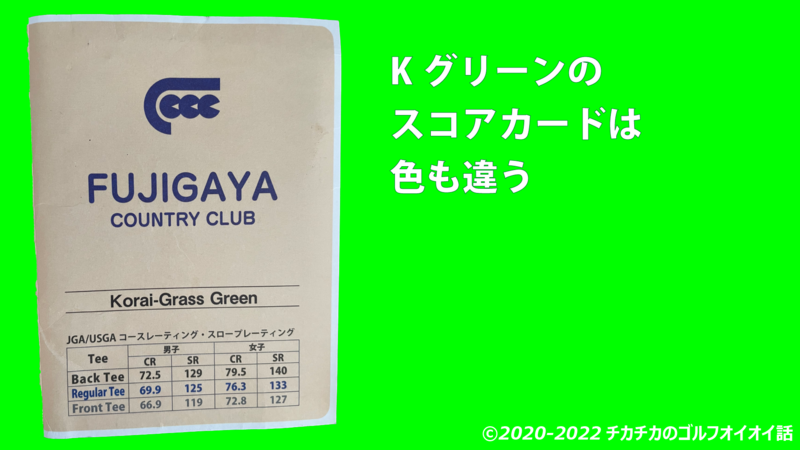 FUJIGAYA
COUNTRY CLUB
Korai-Grass Green
JGA/USGA コースレーティング・スロープレーティング
Tee 男子 女子
CR SR CR SR
Back Tee 72.5 129 79.5 140
Regular Tee 69.9 125 76.3 133
Front Tee 66.9 119 72.8 127
K グリーンの
スコアカードは
色も違う
©2020-2022 チカチカのゴルフオイオイ話